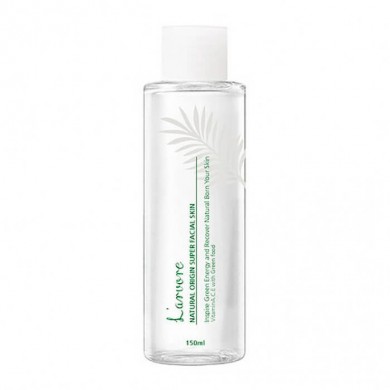 L'arvore
NATURAL ORIGIN SUPER FACIAL SKIN
Inspire Green Energy and Recover Natural Born Your Skin
Vitamin A,C,E with Green food
150ml